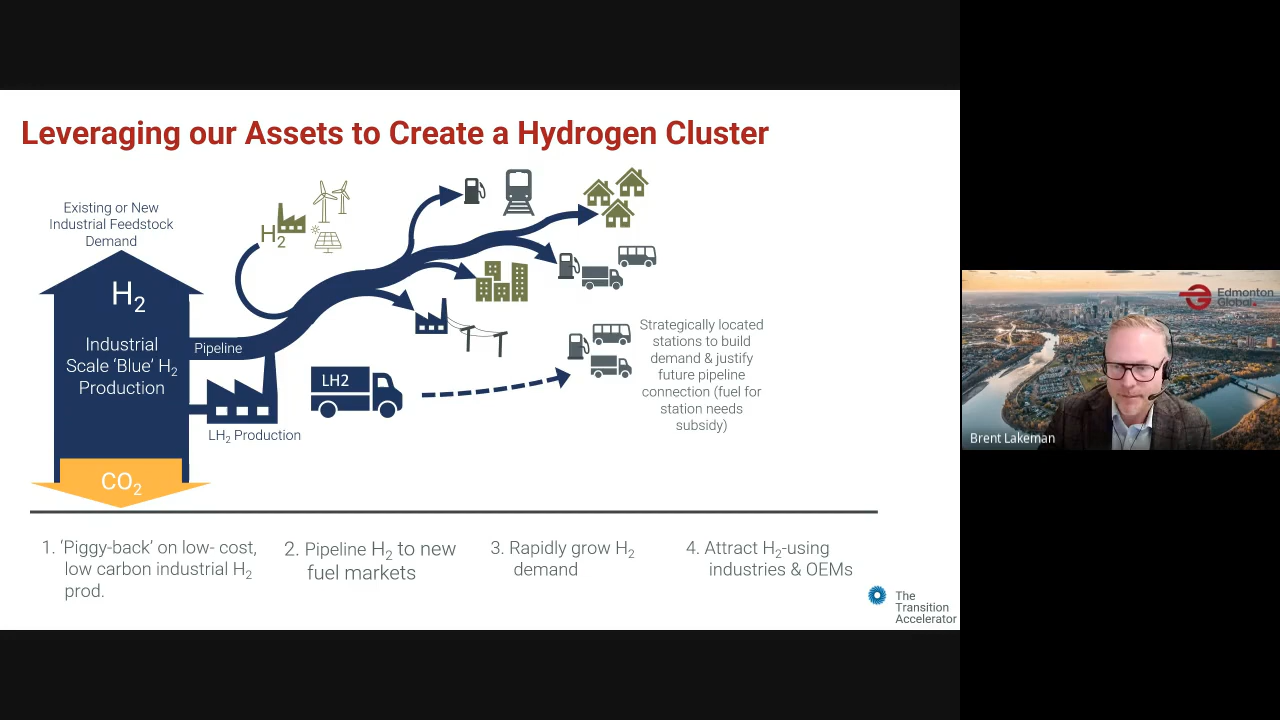 Leveraging our Assets to Create a Hydrogen Cluster
Existing or New
Industrial Feedstock
Demand
H₂
H₂
Industrial
Scale ‘Blue’ H₂
Production
Pipeline
LH₂ Production
LH2
CO₂
Strategically located
stations to build
demand & justify
future pipeline
connection (fuel for
station needs
subsidy)
1. ‘Piggy-back’ on low- cost,
low carbon industrial H₂
prod.
2. Pipeline H₂ to new
fuel markets
3. Rapidly grow H₂
demand
4. Attract H₂-using
industries & OEMs
The
Transition
Accelerator
Edmonton
Global.
Brent Lakeman